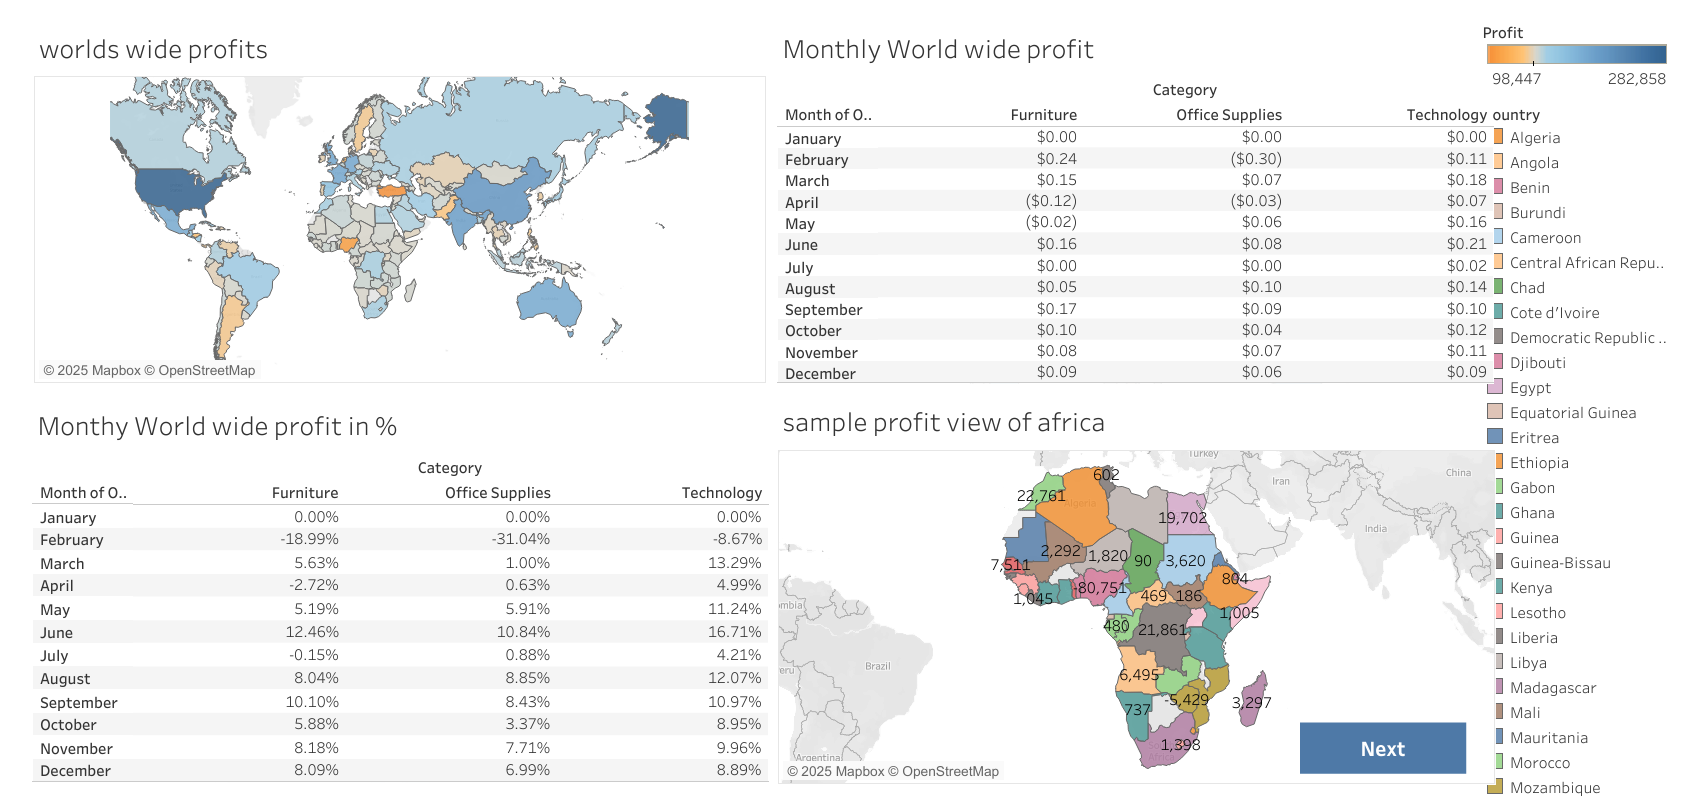 worlds wide profits
© 2025 Mapbox © OpenStreetMap
Monthly World wide profit
Category
Month of O.. Furniture Office Supplies Technology
January $0.00 $0.00 $0.00
February $0.24 ($0.30) $0.11
March $0.15 $0.07 $0.18
April ($0.12) ($0.03) $0.07
May ($0.02) $0.06 $0.16
June $0.16 $0.08 $0.21
July $0.00 $0.00 $0.02
August $0.05 $0.10 $0.14
September $0.17 $0.09 $0.10
October $0.10 $0.04 $0.12
November $0.08 $0.07 $0.11
December $0.09 $0.06 $0.09
Profit
98,447 282,858
ountry
Algeria
Angola
Benin
Burundi
Cameroon
Central African Repu..
Chad
Cote d’Ivoire
Democratic Republic ..
Djibouti
Egypt
Equatorial Guinea
Eritrea
Ethiopia
Gabon
Ghana
Guinea
Guinea-Bissau
Kenya
Lesotho
Liberia
Libya
Madagascar
Mali
Mauritania
Morocco
Mozambique
Monthy World wide profit in %
Category
Month of O.. Furniture Office Supplies Technology
January 0.00% 0.00% 0.00%
February -18.99% -31.04% -8.67%
March 5.63% 1.00% 13.29%
April -2.72% 0.63% 4.99%
May 5.19% 5.91% 11.24%
June 12.46% 10.84% 16.71%
July -0.15% 0.88% 4.21%
August 8.04% 8.85% 12.07%
September 10.10% 8.43% 10.97%
October 5.88% 3.37% 8.95%
November 8.18% 7.71% 9.96%
December 8.09% 6.99% 8.89%
sample profit view of africa
Turkey
602
China
Iran
22,761
Algeria
19,702
India
2,292
1,820
90
3,620
7,511
804
-80,751
469
186
1,045
mbia
1,005
480
21,861
Brazil
eru
6,495
-5,429
3,297
737
1,398
Argentina
Next
© 2025 Mapbox © OpenStreetMap